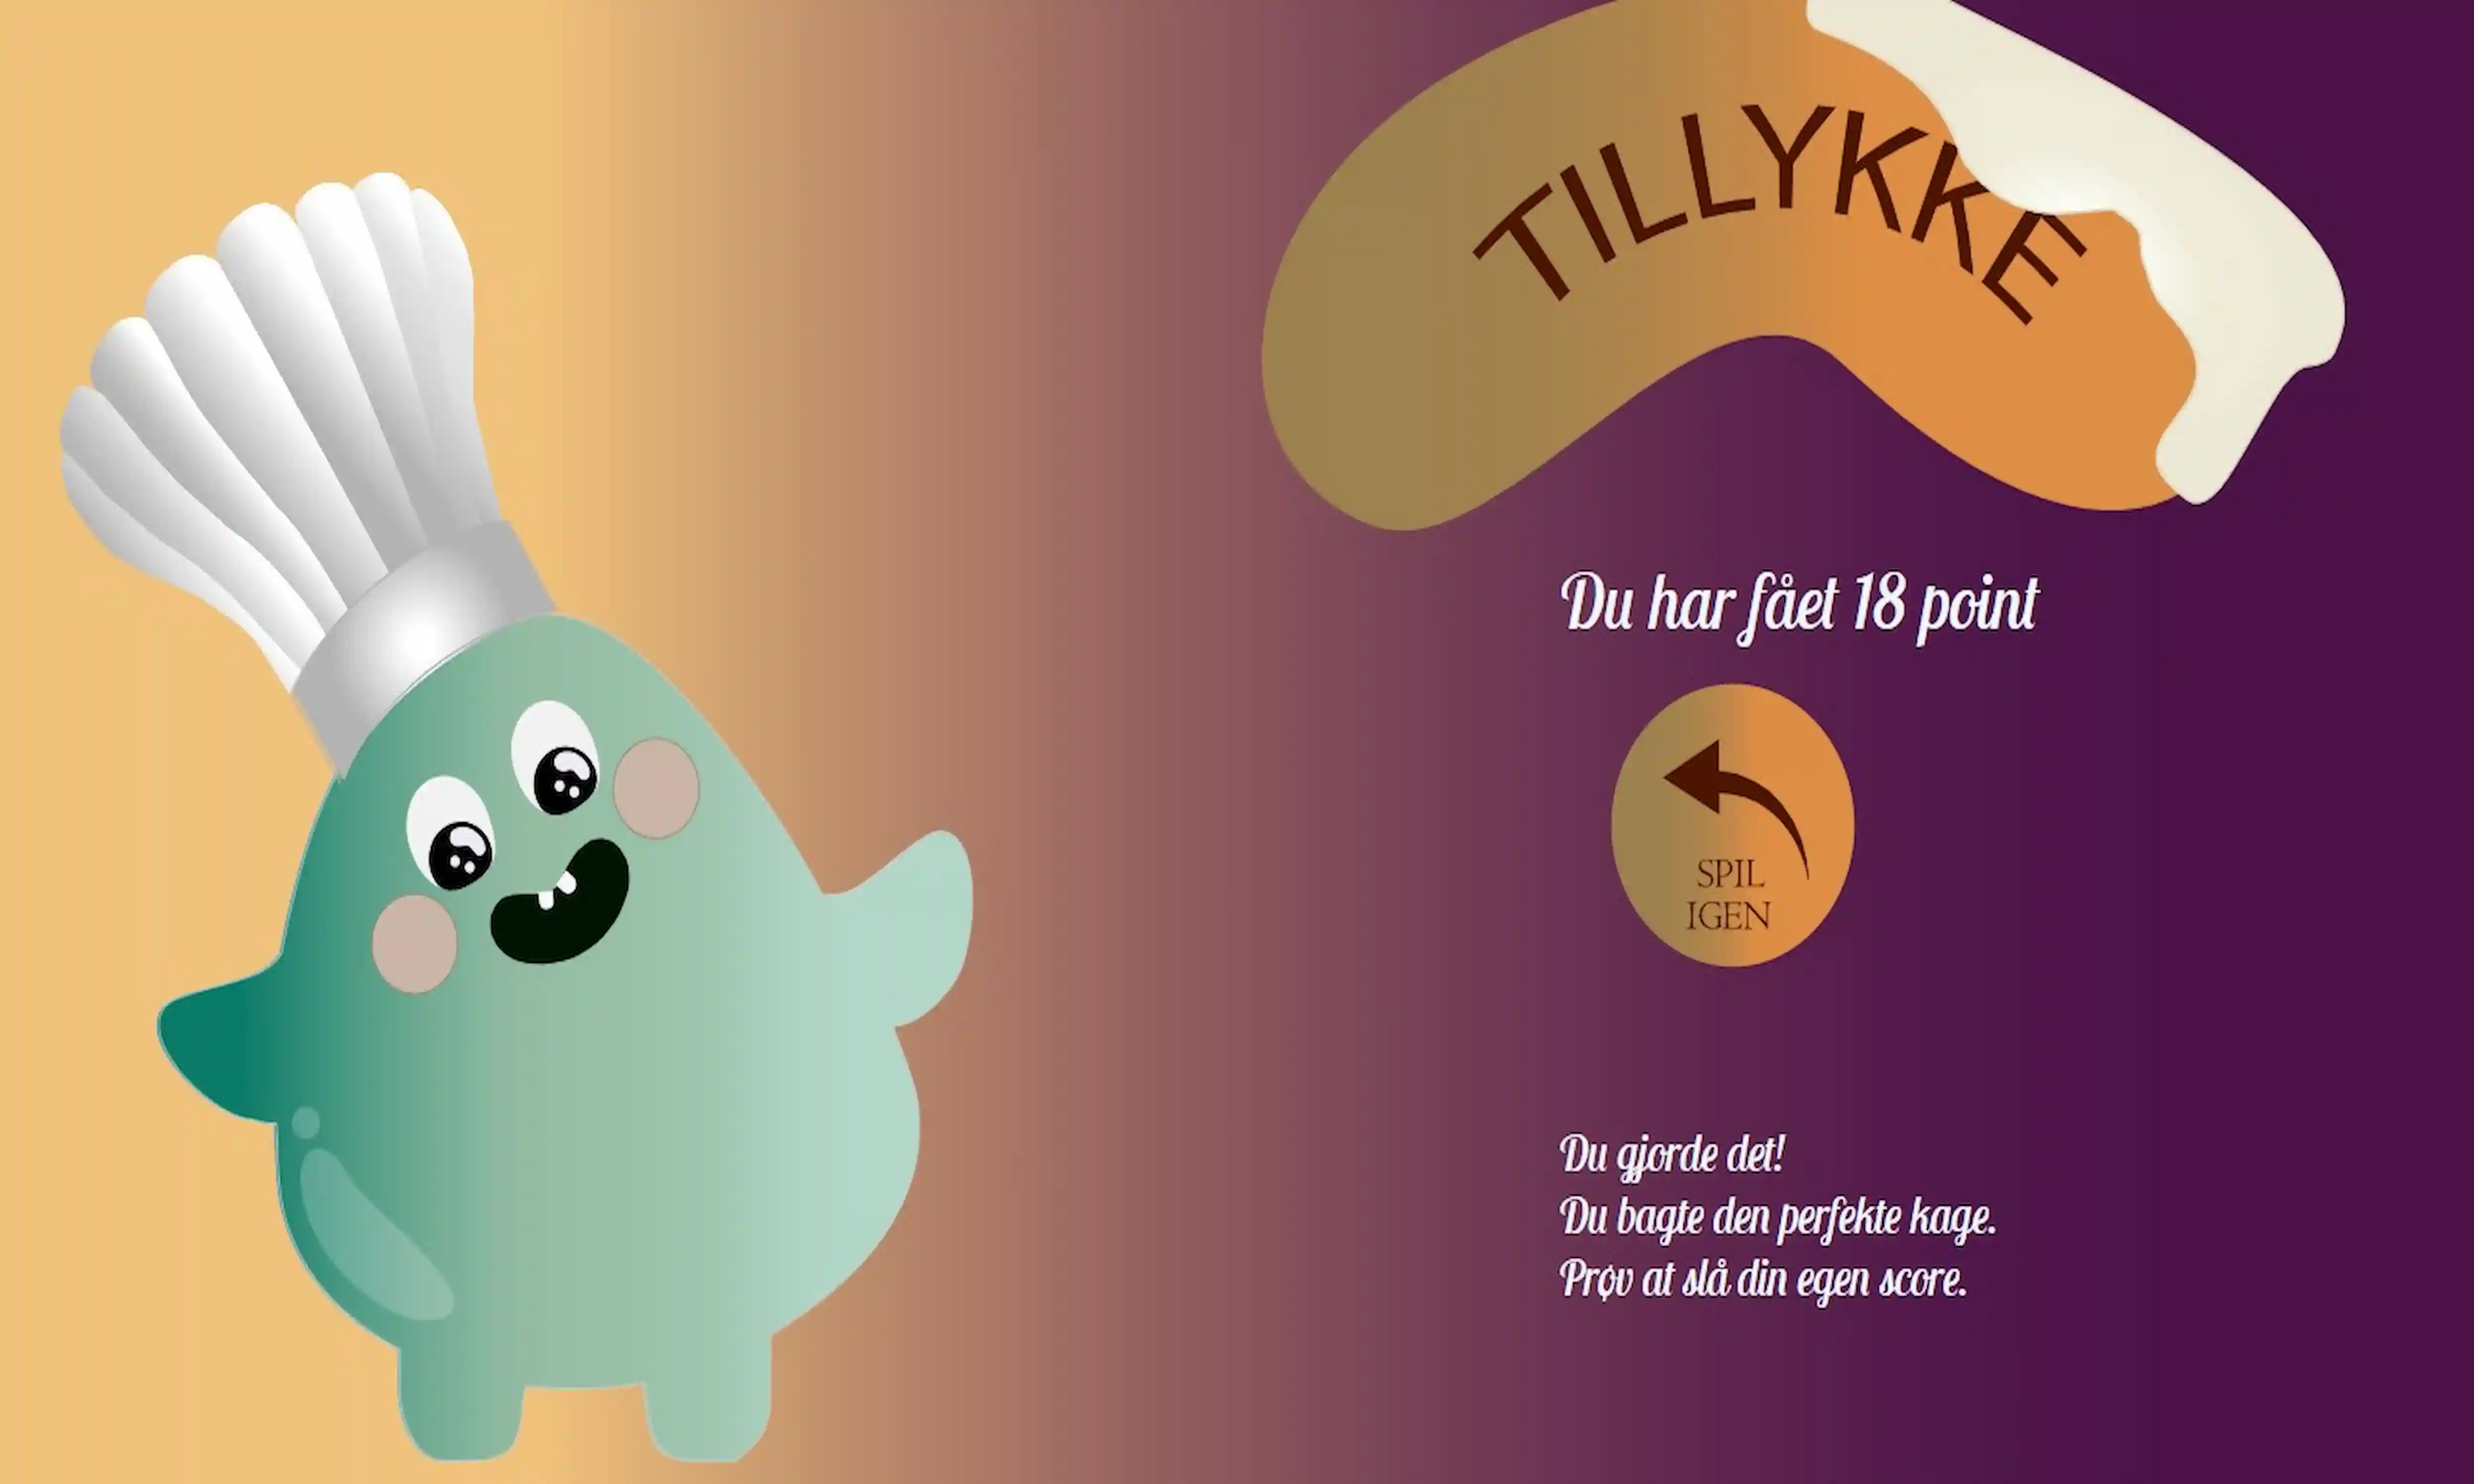 TILLYKKE
Du har fået 18 point
SPIL
IGEN
Du gjorde det!
Du bagte den perfekte kage.
Prøv at slå din egen score.